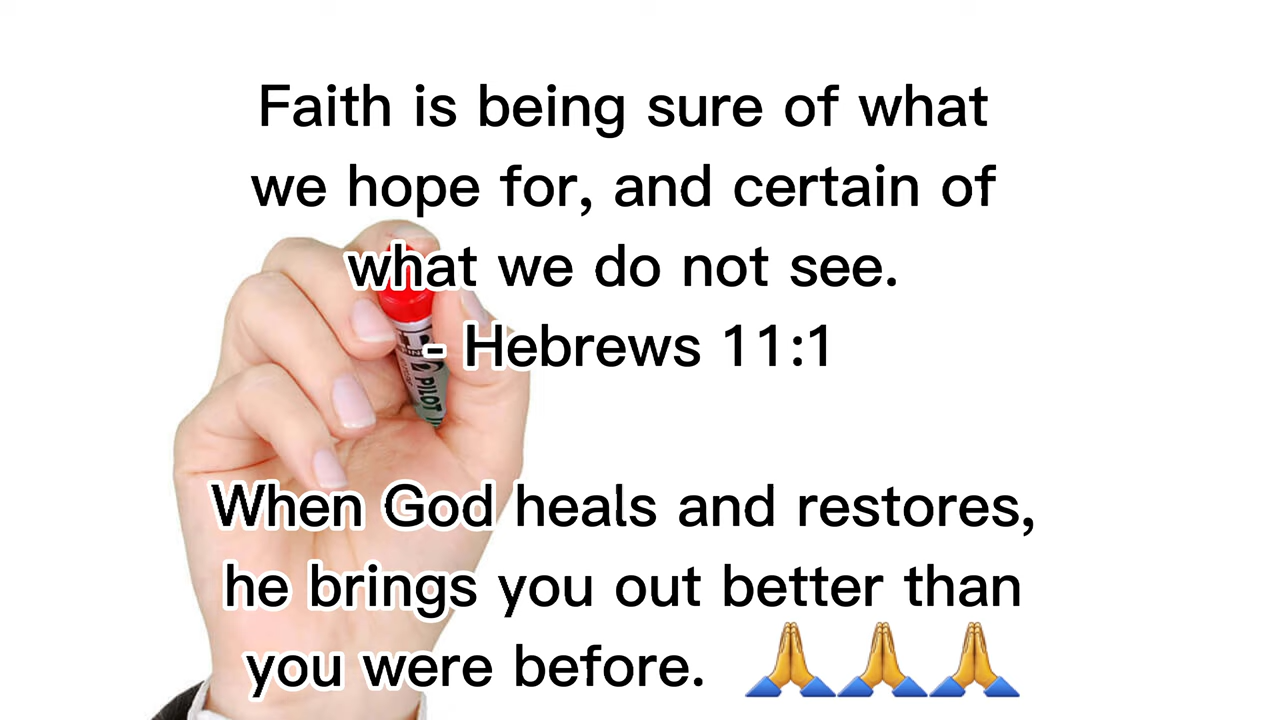 Faith is being sure of what
we hope for, and certain of
what we do not see.
- Hebrews 11:1
When God heals and restores,
he brings you out better than
you were before. 🙏🙏🙏
PILOT